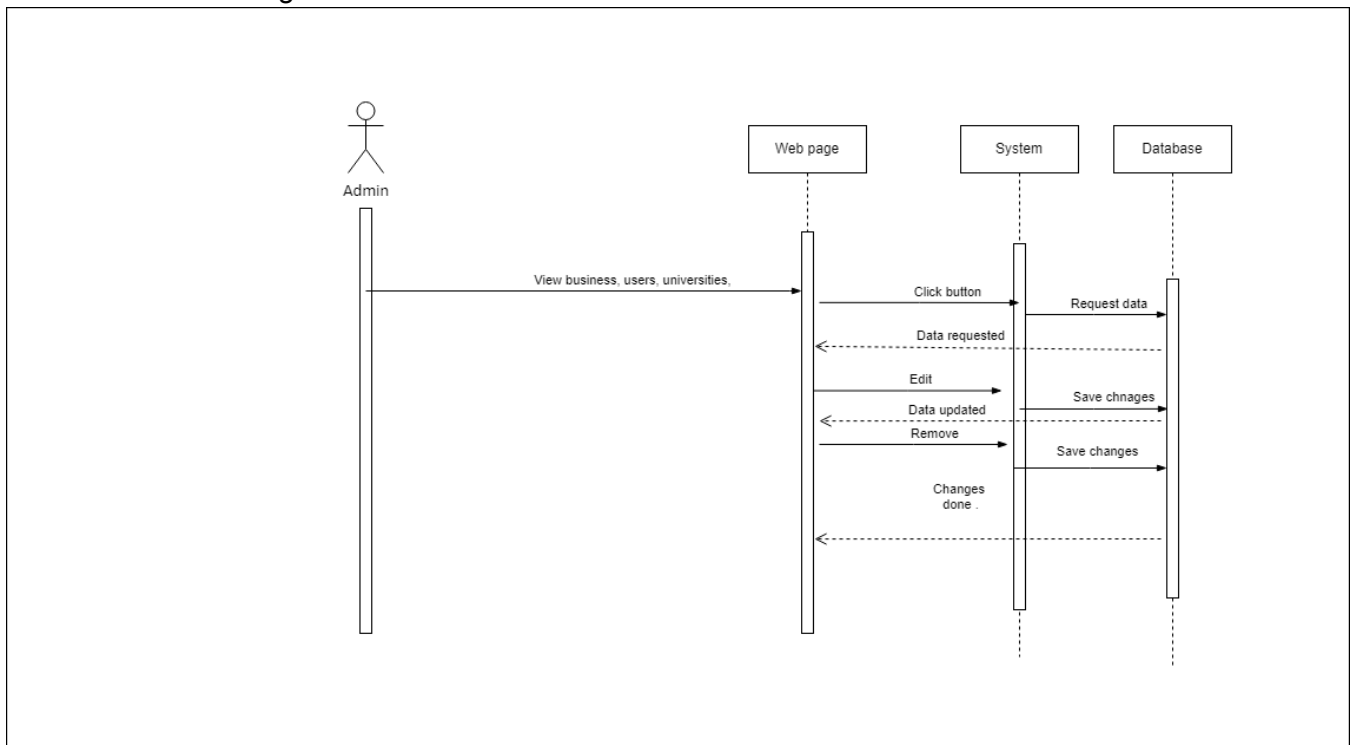 Admin
Web page
System
Database
View business, users, universities,
Click button
Request data
Data requested
Edit
Save chnages
Data updated
Remove
Save changes
Changes
done .